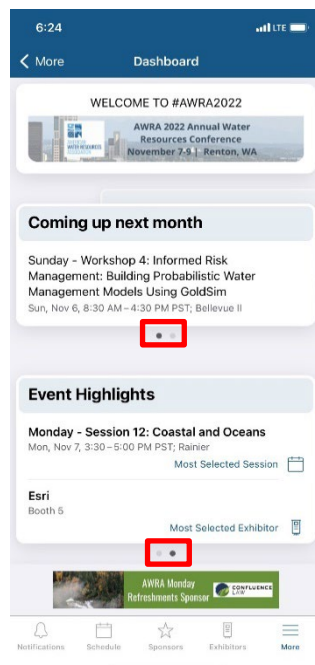 6:24
LTE
More
Dashboard
WELCOME TO #AWRA2022
AWRA 2022 Annual Water
Resources Conference
November 7-9 | Renton, WA
Coming up next month
Sunday - Workshop 4: Informed Risk
Management: Building Probabilistic Water
Management Models Using GoldSim
Sun, Nov 6, 8:30 AM – 4:30 PM PST; Bellevue II
Event Highlights
Monday - Session 12: Coastal and Oceans
Mon, Nov 7, 3:30 – 5:00 PM PST; Rainier
Most Selected Session
Esri
Booth 5
Most Selected Exhibitor
AWRA Monday
Refreshments Sponsor
CONFLUENCE
LAW
Notifications
Schedule
Sponsors
Exhibitors
More